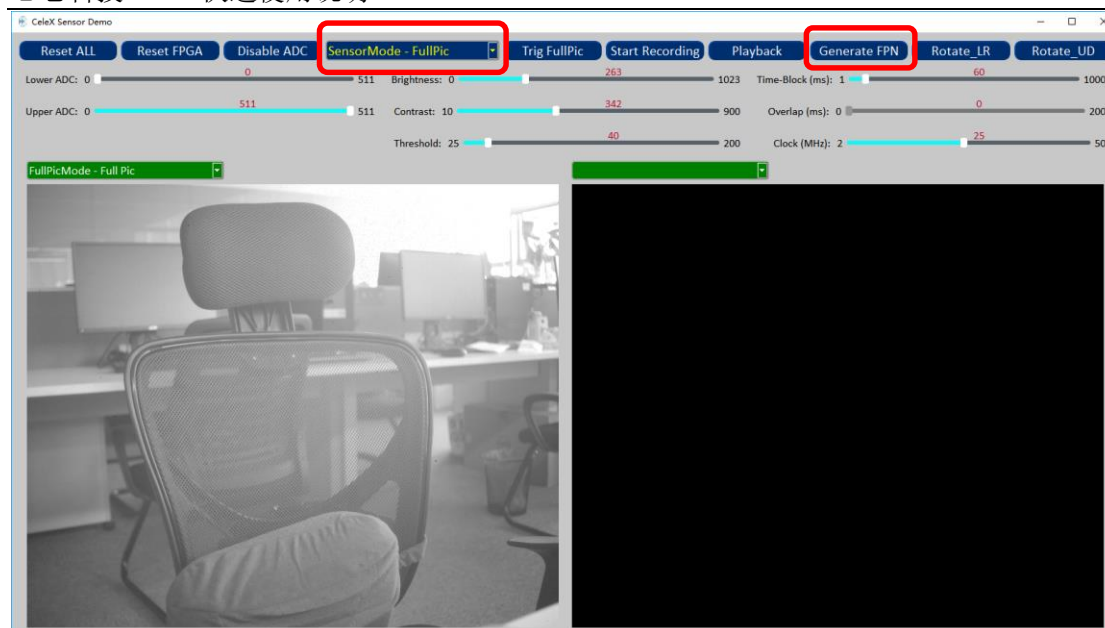 CeleX Sensor Demo
Reset ALL Reset FPGA Disable ADC SensorMode - FullPic Trig FullPic Start Recording Playback Generate FPN Rotate_LR Rotate_UD
Lower ADC: 0 0 511 Brightness: 0 263 1023 Time-Block (ms): 1 60 1000
Upper ADC: 0 511 511 Contrast: 10 342 900 Overlap (ms): 0 0 200
Threshold: 25 40 200 Clock (MHz): 2 25 50
FullPicMode - Full Pic